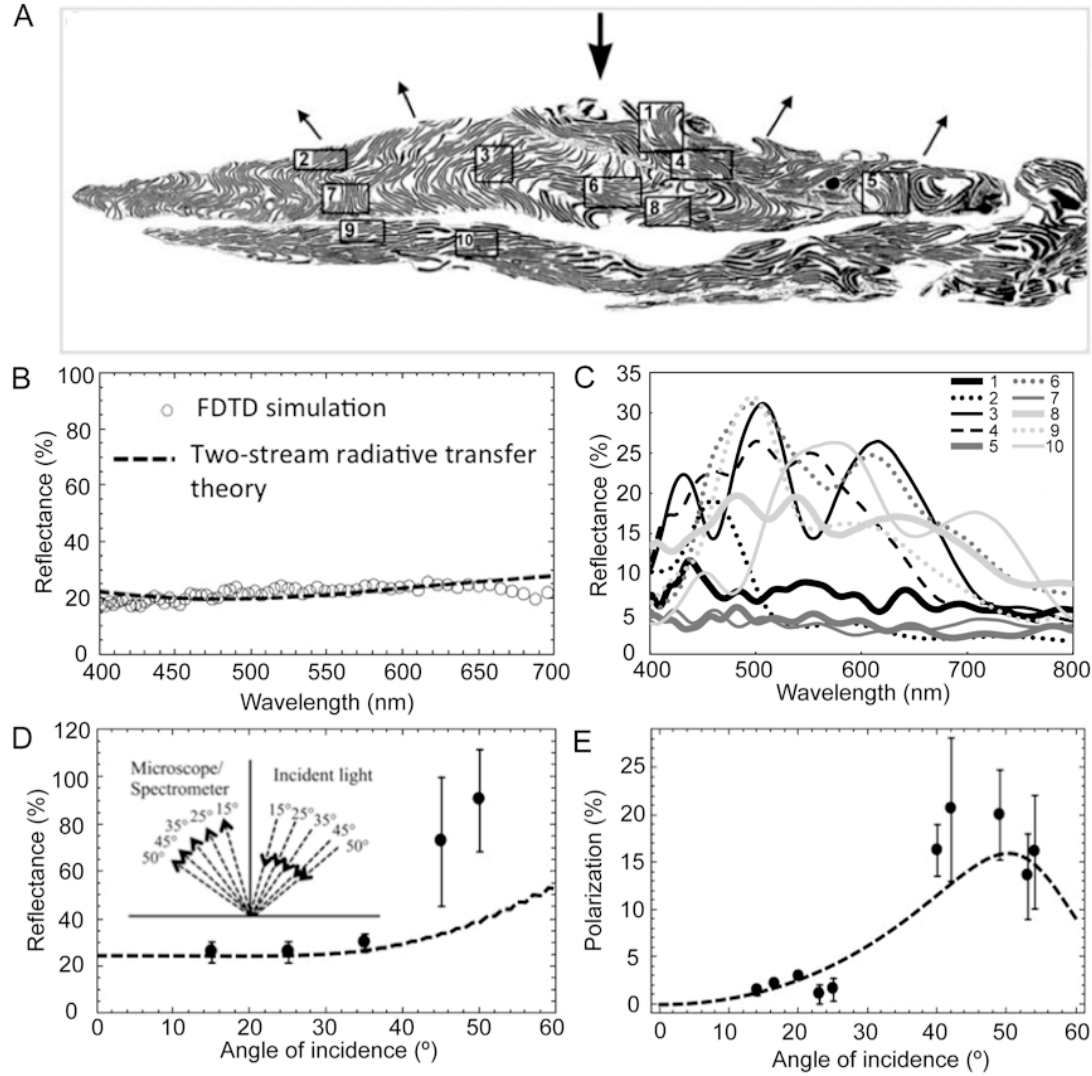 A
1
2
3
4
5
6
7
8
9
10
B
100
80
60
40
20
0
Reflectance (%)
FDTD simulation
Two-stream radiative transfer
theory
400 450 500 550 600 650 700
Wavelength (nm)
C
35
30
25
20
15
10
5
0
Reflectance (%)
1 6
2 7
3 8
4 9
5 10
400 500 600 700 800
Wavelength (nm)
D
120
100
80
60
40
20
0
Reflectance (%)
Microscope/
Spectrometer
Incident light
50° 45° 35° 25° 15°
15° 25° 35° 45° 50°
0 10 20 30 40 50 60
Angle of incidence (º)
E
25
20
15
10
5
0
Polarization (%)
0 10 20 30 40 50 60
Angle of incidence (º)